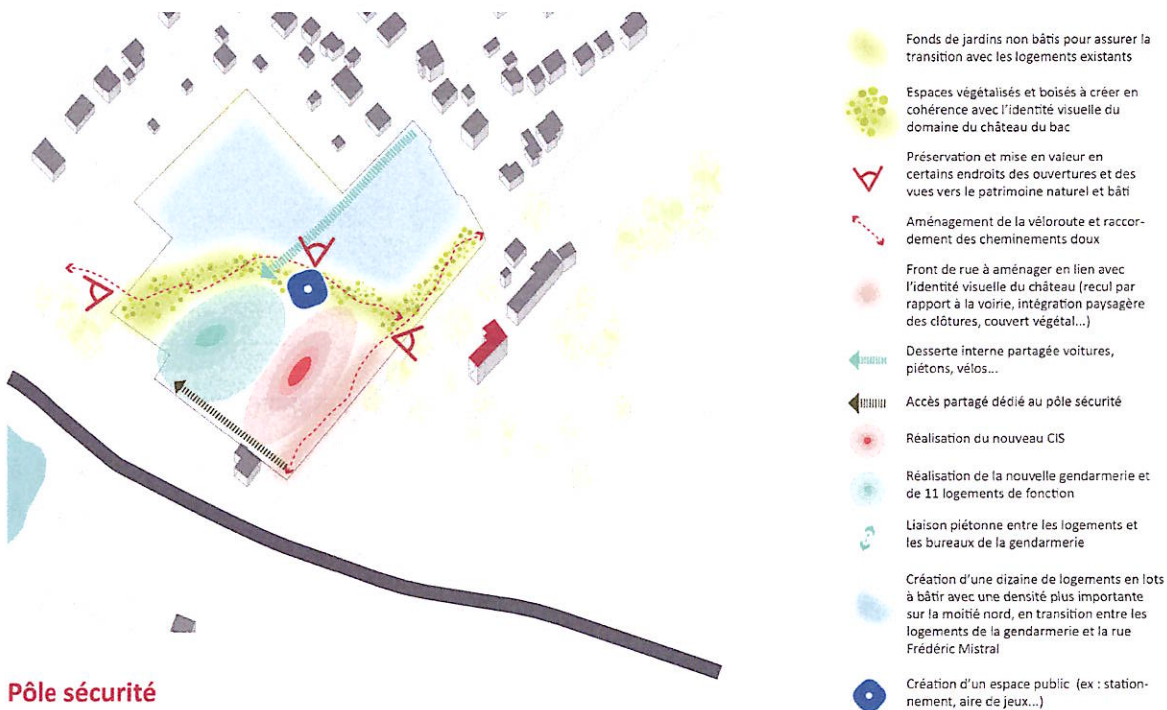 Fonds de jardins non bâtis pour assurer la
transition avec les logements existants
Espaces végétalisés et boisés à créer en
cohérence avec l'identité visuelle du
domaine du château du bac
Préservation et mise en valeur en
certains endroits des ouvertures et des
vues vers le patrimoine naturel et bâti
Aménagement de la véloroute et raccor-
dement des cheminements doux
Front de rue à aménager en lien avec
l'identité visuelle du château (recul par
rapport à la voirie, intégration paysagère
des clôtures, couvert végétal...)
Desserte interne partagée voitures,
piétons, vélos...
Accès partagé dédié au pôle sécurité
Réalisation du nouveau CIS
Réalisation de la nouvelle gendarmerie et
de 11 logements de fonction
Liaison piétonne entre les logements et
les bureaux de la gendarmerie
Création d'une dizaine de logements en lots
à bâtir avec une densité plus importante
sur la moitié nord, en transition entre les
logements de la gendarmerie et la rue
Frédéric Mistral
Création d'un espace public (ex : station-
nement, aire de jeux...)
Pôle sécurité